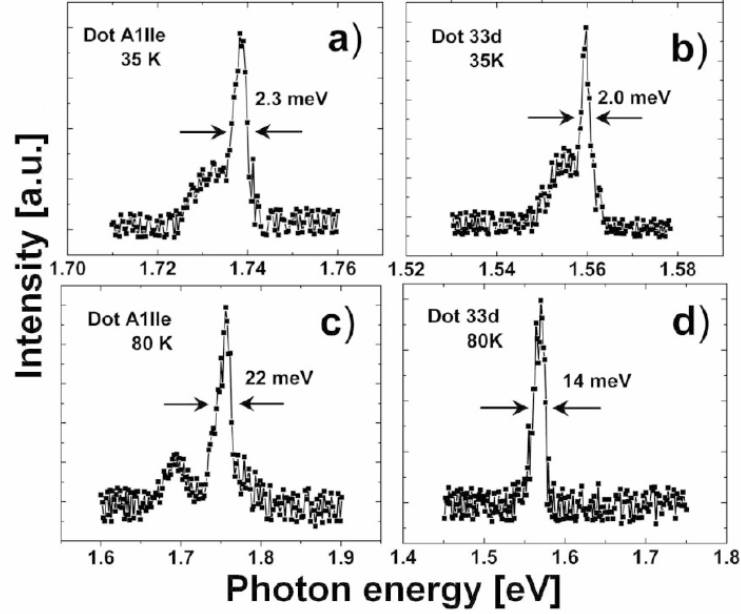 Dot A1IIe
35 K
a)
2.3 meV
1.70
1.72
1.74
1.76
Dot 33d
35K
b)
2.0 meV
1.52
1.54
1.56
1.58
Dot A1IIe
80 K
c)
22 meV
1.6
1.7
1.8
1.9
Dot 33d
80K
d)
14 meV
1.4
1.5
1.6
1.7
1.8
Intensity [a.u.]
Photon energy [eV]